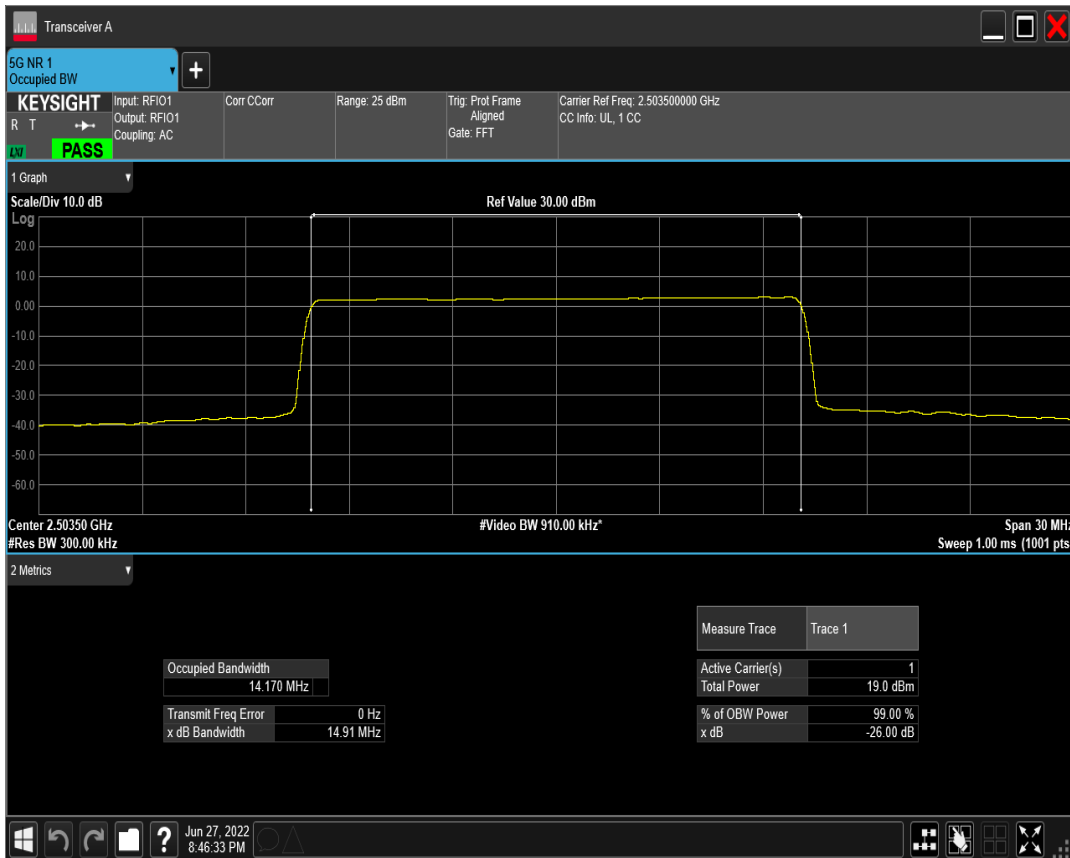 Transceiver A
5G NR 1
Occupied BW
+
KEYSIGHT
R T
LXI
PASS
Input: RFIO1
Output: RFIO1
Coupling: AC
Corr CCorr
Range: 25 dBm
Trig: Prot Frame
Aligned
Gate: FFT
Carrier Ref Freq: 2.503500000 GHz
CC Info: UL, 1 CC
1 Graph
Scale/Div 10.0 dB
Ref Value 30.00 dBm
Log
20.0
10.0
0.00
-10.0
-20.0
-30.0
-40.0
-50.0
-60.0
Center 2.50350 GHz
#Video BW 910.00 kHz*
Span 30 MHz
#Res BW 300.00 kHz
Sweep 1.00 ms (1001 pts
2 Metrics
Measure Trace Trace 1
Occupied Bandwidth
14.170 MHz
Active Carrier(s) 1
Total Power 19.0 dBm
Transmit Freq Error 0 Hz
x dB Bandwidth 14.91 MHz
% of OBW Power 99.00 %
x dB -26.00 dB
?
Jun 27, 2022
8:46:33 PM